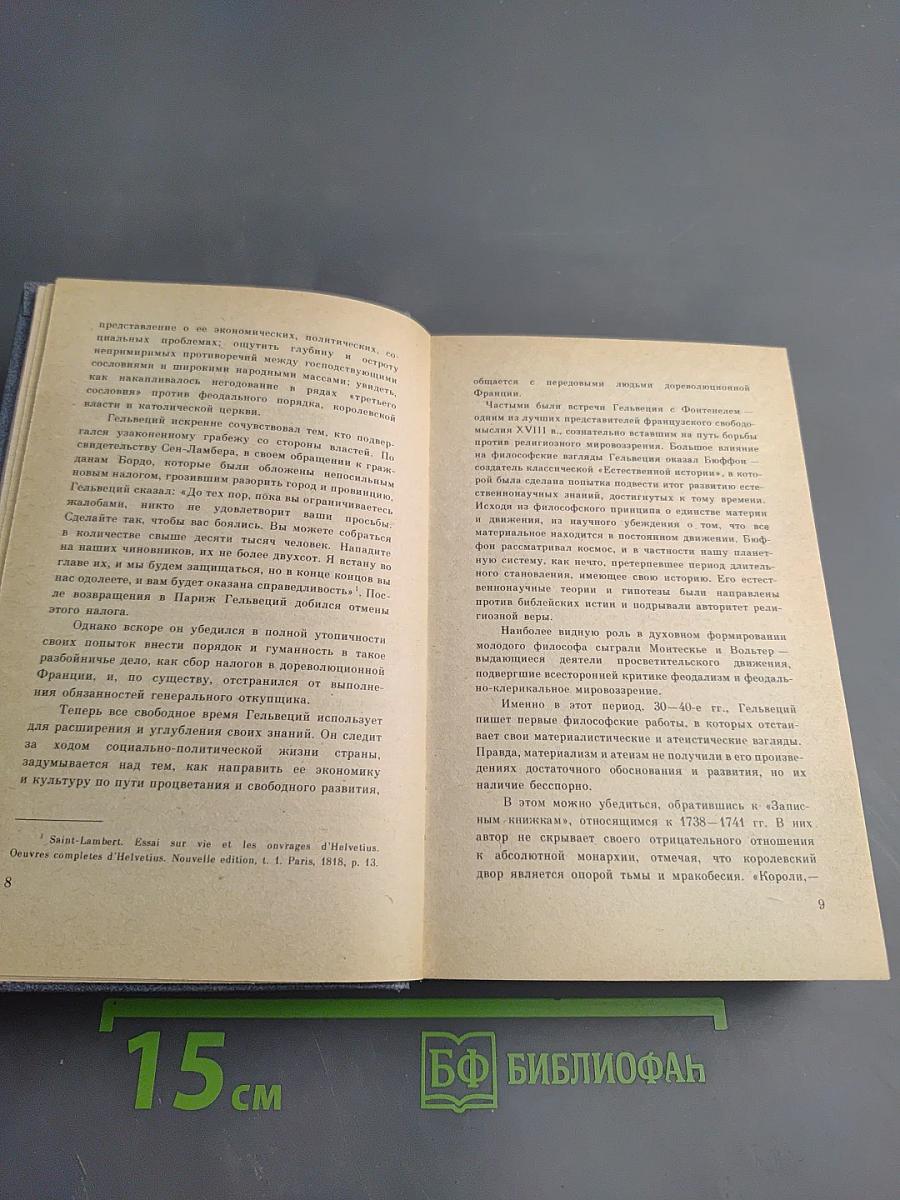 представление о ее экономических, политических, со-
циальных проблемах; ощутить глубину и остроту
непримиримых противоречий между господствующими
сословиями и широкими народными массами; увидеть,
как накапливалось негодование в рядах «третьего
сословия» против феодального порядка, королевской
власти и католической церкви.
Гельвеций искренне сочувствовал тем, кто подвер-
гался узаконенному грабежу со стороны властей. По
свидетельству Сен-Ламбера, в своем обращении к граж-
данам Бордо, которые были обложены непосильным
новым налогом, грозившим разорить город и провинцию,
Гельвеций сказал: «До тех пор, пока вы ограничиваетесь
жалобами, никто не удовлетворит ваши просьбы.
Сделайте так, чтобы вас боялись. Вы можете собраться
в количестве свыше десяти тысяч человек. Нападите
на наших чиновников, их не более двухсот. Я встану во
главе их, и мы будем защищаться, но в конце концов вы
нас одолеете, и вам будет оказана справедливость»¹. Пос-
ле возвращения в Париж Гельвеций добился отмены
этого налога.
Однако вскоре он убедился в полной утопичности
своих попыток внести порядок и гуманность в такое
разбойничье дело, как сбор налогов в дореволюционной
Франции, и, по существу, отстранился от выполне-
ния обязанностей генерального откупщика.
Теперь все свободное время Гельвеций использует
для расширения и углубления своих знаний. Он следит
за ходом социально-политической жизни страны,
задумывается над тем, как направить ее экономику
и культуру по пути процветания и свободного развития,
¹ Saint-Lambert. Essai sur vie et les onvrages d'Helvetius.
Oeuvres completes d'Helvetius. Nouvelle edition, t. 1. Paris, 1818, p. 13.
8
общается с передовыми людьми дореволюционной
Франции.
Частыми были встречи Гельвеция с Фонтенелем —
одним из лучших представителей французского свободо-
мыслия XVIII в., сознательно вставшим на путь борьбы
против религиозного мировоззрения. Большое влияние
на философские взгляды Гельвеция оказал Бюффон —
создатель классической «Естественной истории», в кото-
рой была сделана попытка подвести итог развитию есте-
ственнонаучных знаний, достигнутых к тому времени.
Исходя из философского принципа о единстве материи
и движения, из научного убеждения о том, что все
материальное находится в постоянном движении, Бюф-
фон рассматривал космос, и в частности нашу планет-
ную систему, как нечто, претерпевшее период длитель-
ного становления, имеющее свою историю. Его естест-
веннонаучные теории и гипотезы были направлены
против библейских истин и подрывали авторитет рели-
гиозной веры.
Наиболее видную роль в духовном формировании
молодого философа сыграли Монтескье и Вольтер —
выдающиеся деятели просветительского движения,
подвергшие всесторонней критике феодализм и феодаль-
но-клерикальное мировоззрение.
Именно в этот период, 30—40-е гг., Гельвеций
пишет первые философские работы, в которых отстаи-
вает свои материалистические и атеистические взгляды.
Правда, материализм и атеизм не получили в его произве-
дениях достаточного обоснования и развития, но их
наличие бесспорно.
В этом можно убедиться, обратившись к «Запис-
ным книжкам», относящимся к 1738—1741 гг. В них
автор не скрывает своего отрицательного отношения
к абсолютной монархии, отмечая, что королевский
двор является опорой тьмы и мракобесия. «Короли,—
9
15 см
БФ БИБЛИОФАЬ